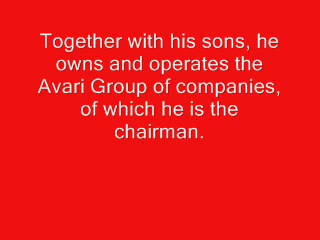 Together with his sons, he
owns and operates the
Avari Group of companies,
of which he is the
chairman.